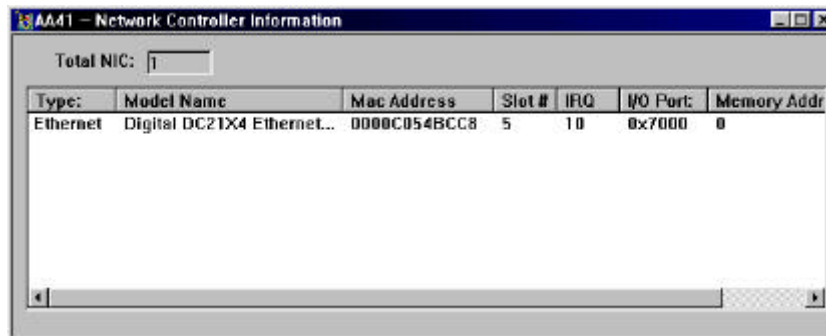 AA41 – Network Controller Information
Total NIC: 1
Type: Model Name Mac Address Slot # IRQ I/O Port: Memory Addr
Ethernet Digital DC21X4 Ethernet... 0000C054BCC8 5 10 0x7000 0